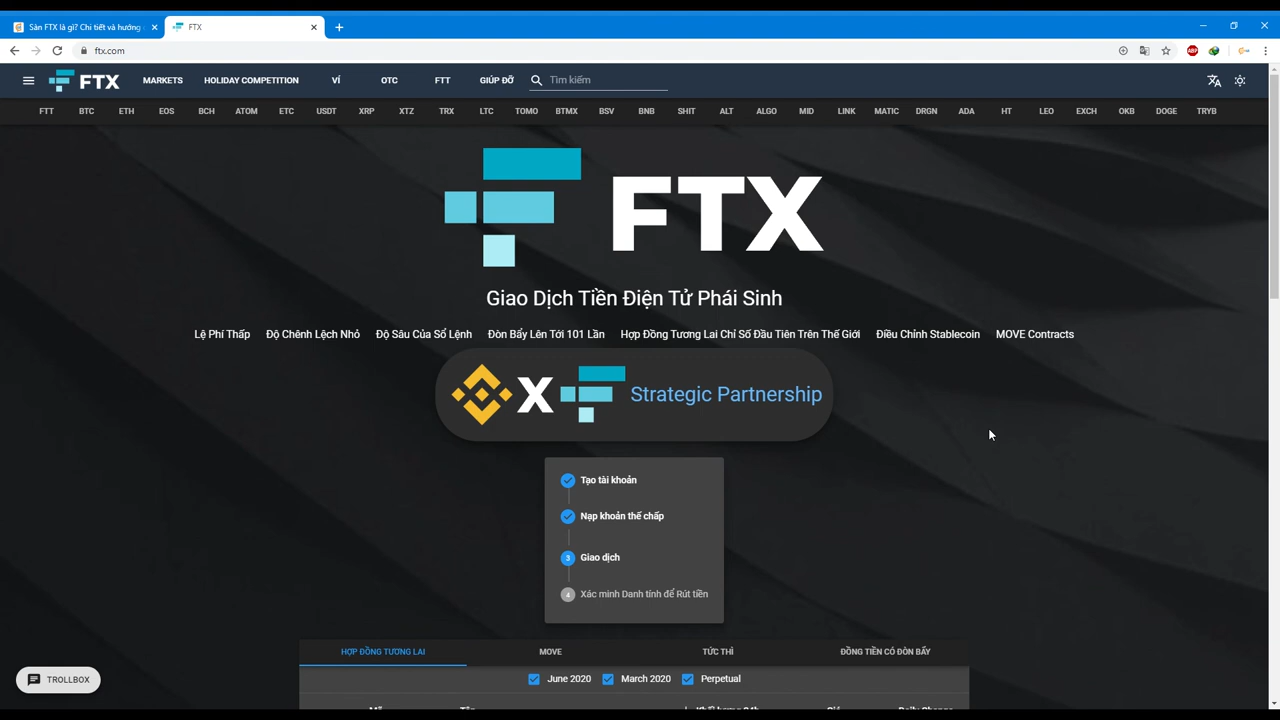 Sàn FTX là gì? Chi tiết và hướng
FTX
ftx.com
ABP
FTX MARKETS HOLIDAY COMPETITION VÍ OTC FTT GIÚP ĐỠ Tìm kiếm
FTT BTC ETH EOS BCH ATOM ETC USDT XRP XTZ TRX LTC TOMO BTMX BSV BNB SHIT ALT ALGO MID LINK MATIC DRGN ADA HT LEO EXCH OKB DOGE TRYB
FTX
Giao Dịch Tiền Điện Tử Phái Sinh
Lệ Phí Thấp Độ Chênh Lệch Nhỏ Độ Sâu Của Sổ Lệnh Đòn Bẩy Lên Tới 101 Lần Hợp Đồng Tương Lai Chỉ Số Đầu Tiên Trên Thế Giới Điều Chỉnh Stablecoin MOVE Contracts
X Strategic Partnership
Tạo tài khoản
Nạp khoản thế chấp
3 Giao dịch
4 Xác minh Danh tính để Rút tiền
HỢP ĐỒNG TƯƠNG LAI MOVE TỨC THÌ ĐỒNG TIỀN CÓ ĐÒN BẨY
TROLLBOX
June 2020 March 2020 Perpetual